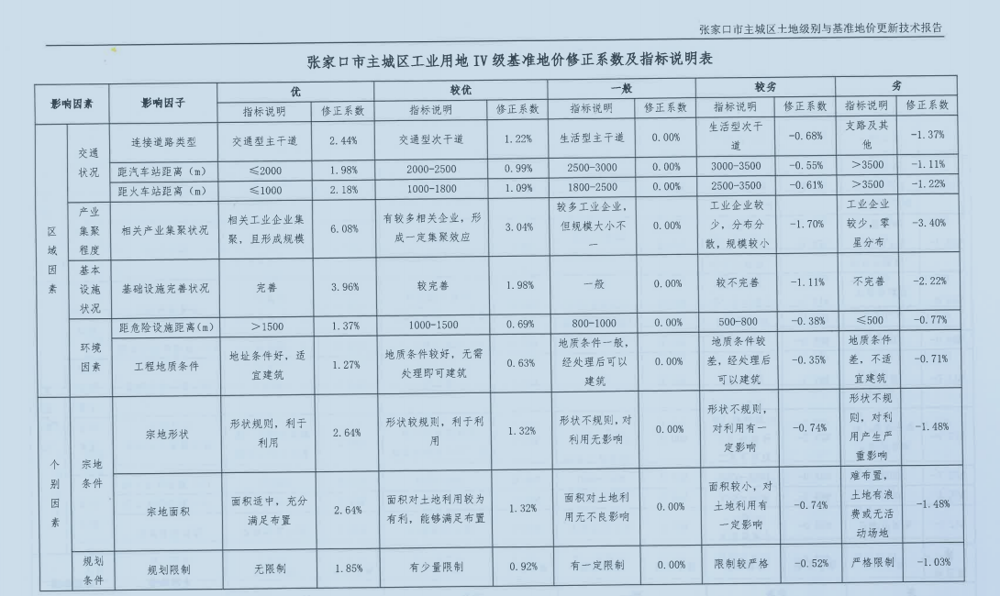 张家口市主城区土地级别与基准地价更新技术报告
张家口市主城区工业用地 IV 级基准地价修正系数及指标说明表
影响因素 影响因子 优 较优 一般 较劣 劣
指标说明 修正系数 指标说明 修正系数 指标说明 修正系数 指标说明 修正系数 指标说明 修正系数
区域因素 交通状况 连接道路类型 交通型主干道 2.44% 交通型次干道 1.22% 生活型主干道 0.00% 生活型次干道 -0.68% 支路及其他 -1.37%
距汽车站距离（m） ≤2000 1.98% 2000-2500 0.99% 2500-3000 0.00% 3000-3500 -0.55% >3500 -1.11%
距火车站距离（m） ≤1000 2.18% 1000-1800 1.09% 1800-2500 0.00% 2500-3500 -0.61% >3500 -1.22%
产业集聚程度 相关产业集聚状况 相关工业企业集聚，且形成规模 6.08% 有较多相关企业，形成一定集聚效应 3.04% 较多工业企业，但规模大小不一 0.00% 工业企业较少，分布分散，规模较小 -1.70% 工业企业较少，零星分布 -3.40%
基本设施状况 基础设施完善状况 完善 3.96% 较完善 1.98% 一般 0.00% 较不完善 -1.11% 不完善 -2.22%
环境因素 距危险设施距离(m) >1500 1.37% 1000-1500 0.69% 800-1000 0.00% 500-800 -0.38% ≤500 -0.77%
工程地质条件 地址条件好，适宜建筑 1.27% 地质条件较好，无需处理即可建筑 0.63% 地质条件一般，经处理后可以建筑 0.00% 地质条件较差，经处理后可以建筑 -0.35% 地质条件差，不适宜建筑 -0.71%
个别因素 宗地条件 宗地形状 形状规则，利于利用 2.64% 形状较规则，利于利用 1.32% 形状不规则，对利用无影响 0.00% 形状不规则，对利用有一定影响 -0.74% 形状不规则，对利用产生严重影响 -1.48%
宗地面积 面积适中，充分满足布置 2.64% 面积对土地利用较为有利，能够满足布置 1.32% 面积对土地利用无不良影响 0.00% 面积较小，对土地利用有一定影响 -0.74% 难布置，土地有浪费或无活动场地 -1.48%
规划条件 规划限制 无限制 1.85% 有少量限制 0.92% 有一定限制 0.00% 限制较严格 -0.52% 严格限制 -1.03%